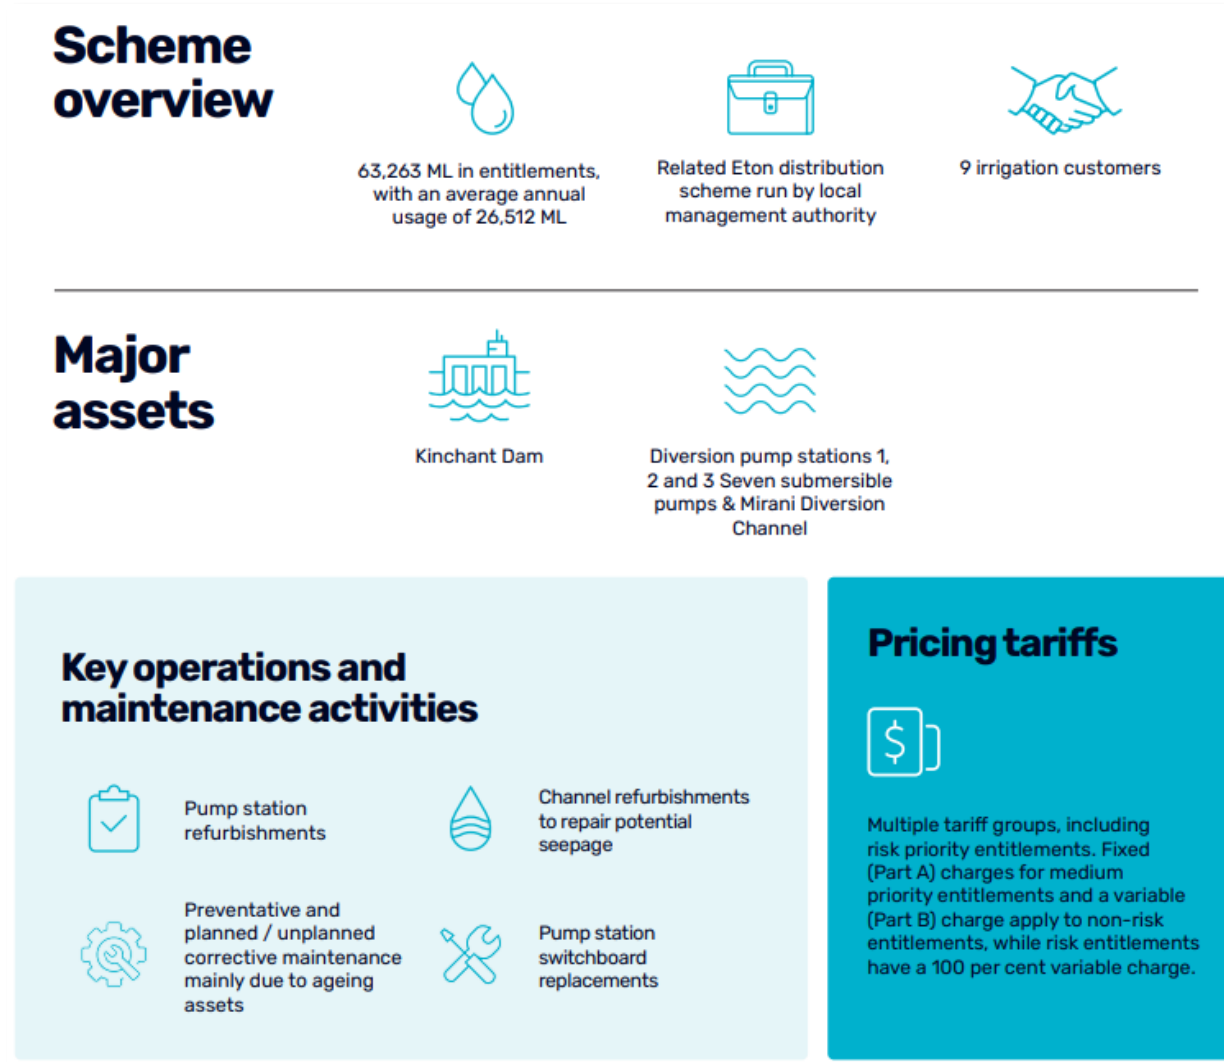 Scheme
overview
63,263 ML in entitlements,
with an average annual
usage of 26,512 ML
Related Eton distribution
scheme run by local
management authority
9 irrigation customers
Major
assets
Kinchant Dam
Diversion pump stations 1,
2 and 3 Seven submersible
pumps & Mirani Diversion
Channel
Key operations and
maintenance activities
Pump station
refurbishments
Channel refurbishments
to repair potential
seepage
Preventative and
planned / unplanned
corrective maintenance
mainly due to ageing
assets
Pump station
switchboard
replacements
Pricing tariffs
$
Multiple tariff groups, including
risk priority entitlements. Fixed
(Part A) charges for medium
priority entitlements and a variable
(Part B) charge apply to non-risk
entitlements, while risk entitlements
have a 100 per cent variable charge.